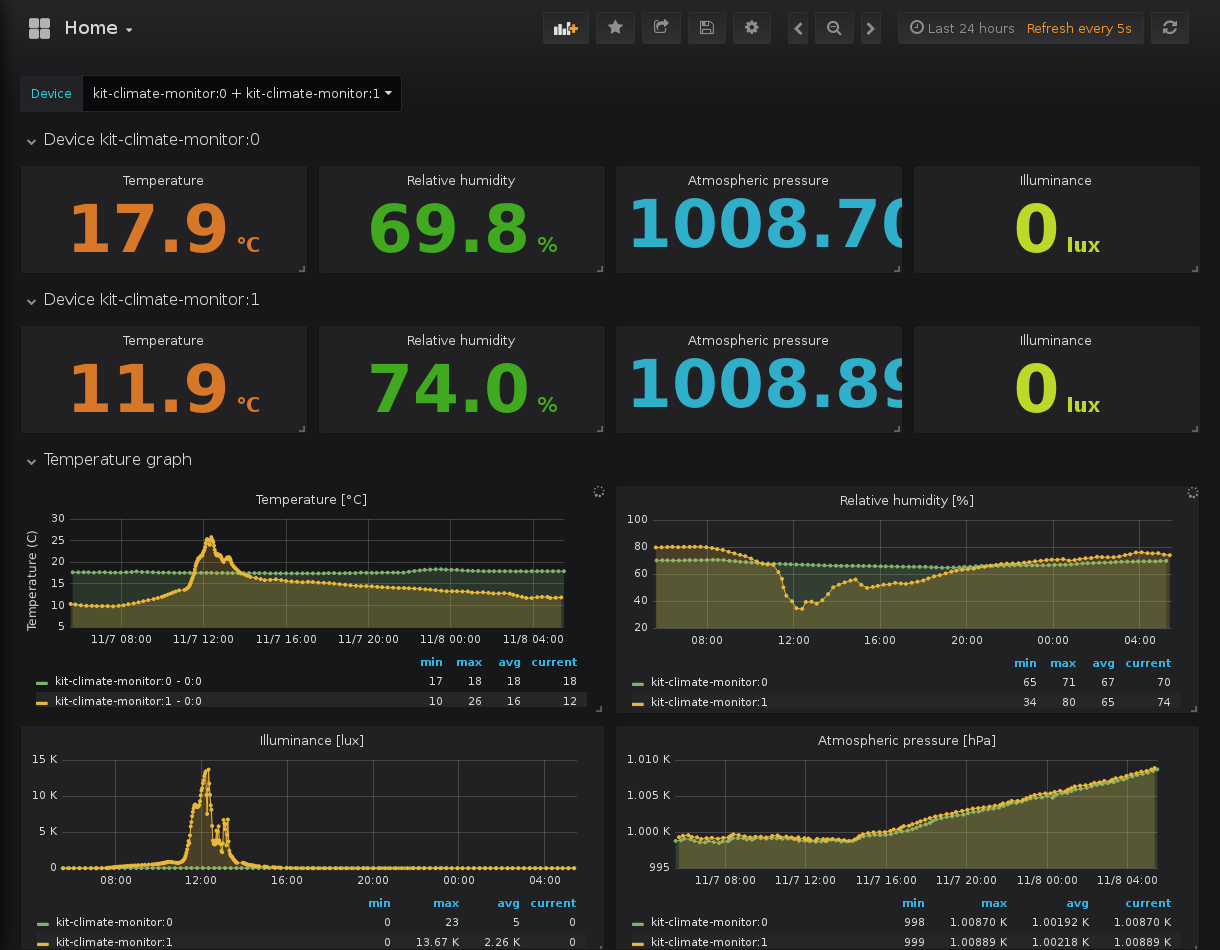 Home
Last 24 hours Refresh every 5s
Device kit-climate-monitor:0 + kit-climate-monitor:1
Device kit-climate-monitor:0
Temperature Relative humidity Atmospheric pressure Illuminance
17.9 °C 69.8 % 1008.70 0 lux
Device kit-climate-monitor:1
Temperature Relative humidity Atmospheric pressure Illuminance
11.9 °C 74.0 % 1008.89 0 lux
Temperature graph
Temperature [°C]
Temperature (C)
30
25
20
15
10
5
11/7 08:00 11/7 12:00 11/7 16:00 11/7 20:00 11/8 00:00 11/8 04:00
min max avg current
kit-climate-monitor:0 - 0:0 17 18 18 18
kit-climate-monitor:1 - 0:0 10 26 16 12
Relative humidity [%]
100
80
60
40
20
08:00 12:00 16:00 20:00 00:00 04:00
min max avg current
kit-climate-monitor:0 65 71 67 70
kit-climate-monitor:1 34 80 65 74
Illuminance [lux]
15 K
10 K
5 K
0
08:00 12:00 16:00 20:00 00:00 04:00
min max avg current
kit-climate-monitor:0 0 23 5 0
kit-climate-monitor:1 0 13.67 K 2.26 K 0
Atmospheric pressure [hPa]
1.010 K
1.005 K
1.000 K
995
11/7 08:00 11/7 12:00 11/7 16:00 11/7 20:00 11/8 00:00 11/8 04:00
min max avg current
kit-climate-monitor:0 998 1.00870 K 1.00192 K 1.00870 K
kit-climate-monitor:1 999 1.00889 K 1.00218 K 1.00889 K